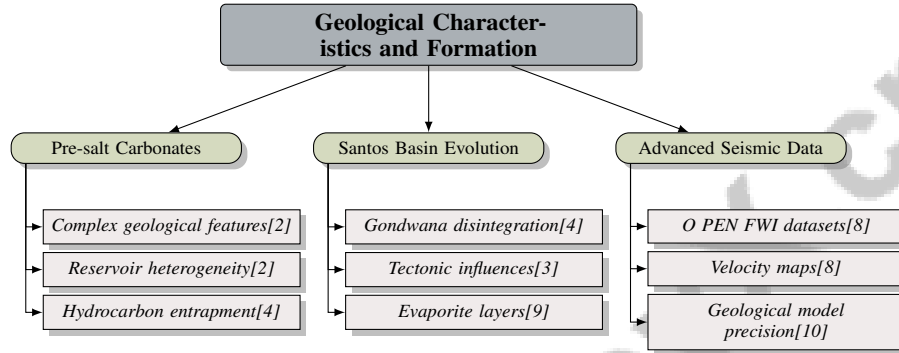 Geological Character-
istics and Formation
Pre-salt Carbonates
Santos Basin Evolution
Advanced Seismic Data
Complex geological features[2]
Reservoir heterogeneity[2]
Hydrocarbon entrapment[4]
Gondwana disintegration[4]
Tectonic influences[3]
Evaporite layers[9]
O PEN FWI datasets[8]
Velocity maps[8]
Geological model
precision[10]